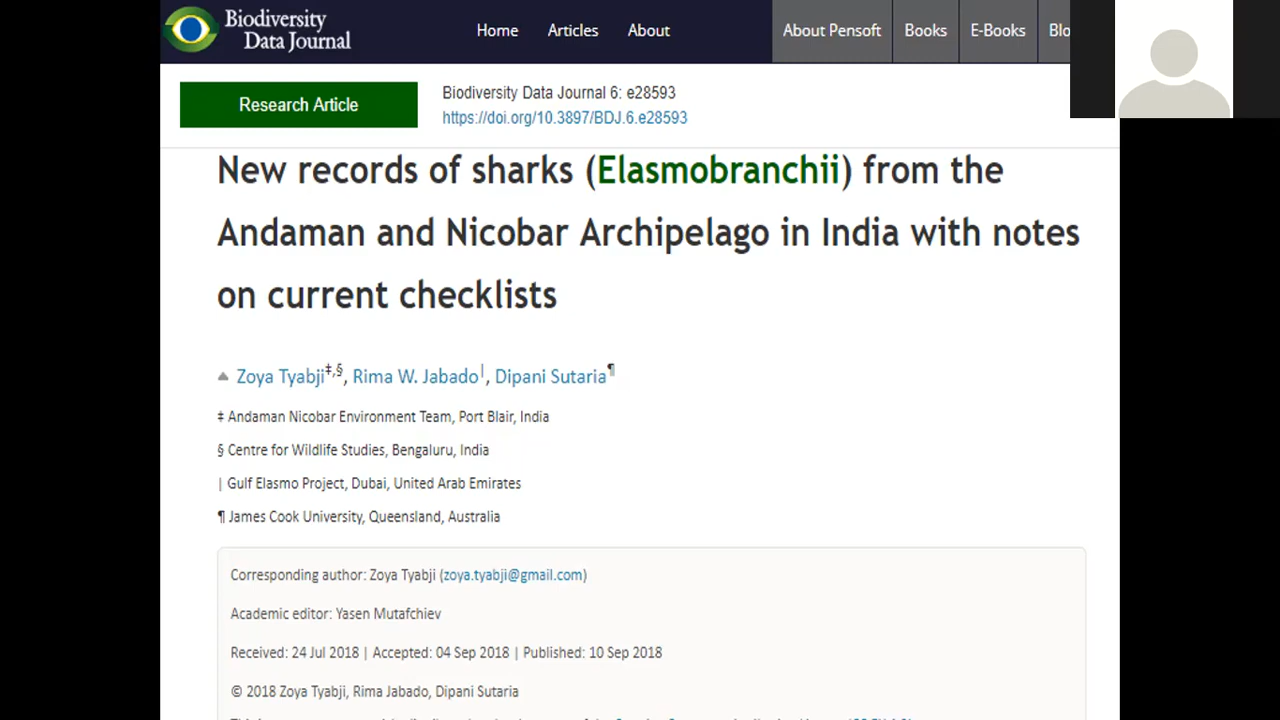 Biodiversity
Data Journal
Home Articles About About Pensoft Books E-Books Blo
Research Article
Biodiversity Data Journal 6: e28593
https://doi.org/10.3897/BDJ.6.e28593
New records of sharks (Elasmobranchii) from the
Andaman and Nicobar Archipelago in India with notes
on current checklists
Zoya Tyabji‡,§, Rima W. Jabado|, Dipani Sutaria¶
‡ Andaman Nicobar Environment Team, Port Blair, India
§ Centre for Wildlife Studies, Bengaluru, India
| Gulf Elasmo Project, Dubai, United Arab Emirates
¶ James Cook University, Queensland, Australia
Corresponding author: Zoya Tyabji (zoya.tyabji@gmail.com)
Academic editor: Yasen Mutafchiev
Received: 24 Jul 2018 | Accepted: 04 Sep 2018 | Published: 10 Sep 2018
© 2018 Zoya Tyabji, Rima Jabado, Dipani Sutaria